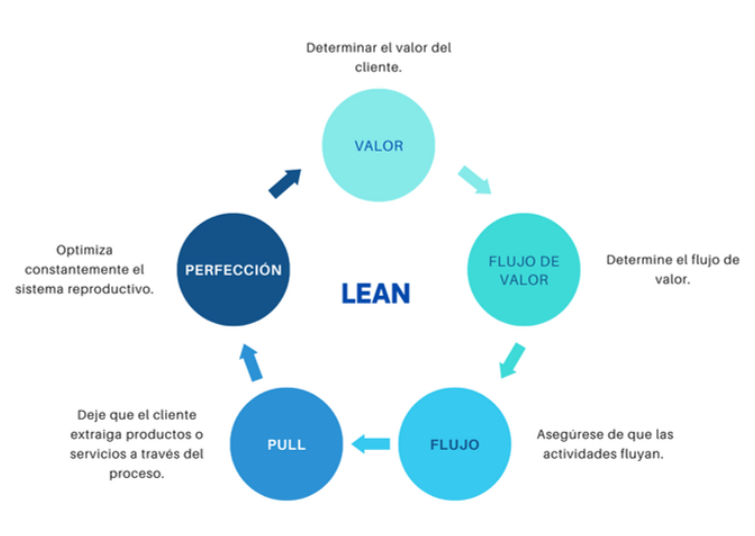 Determinar el valor del
cliente.
VALOR
FLUJO DE
VALOR
Determine el flujo de
valor.
FLUJO
Asegúrese de que las
actividades fluyan.
PULL
Deje que el cliente
extraiga productos o
servicios a través del
proceso.
PERFECCIÓN
Optimiza
constantemente el
sistema reproductivo.
LEAN